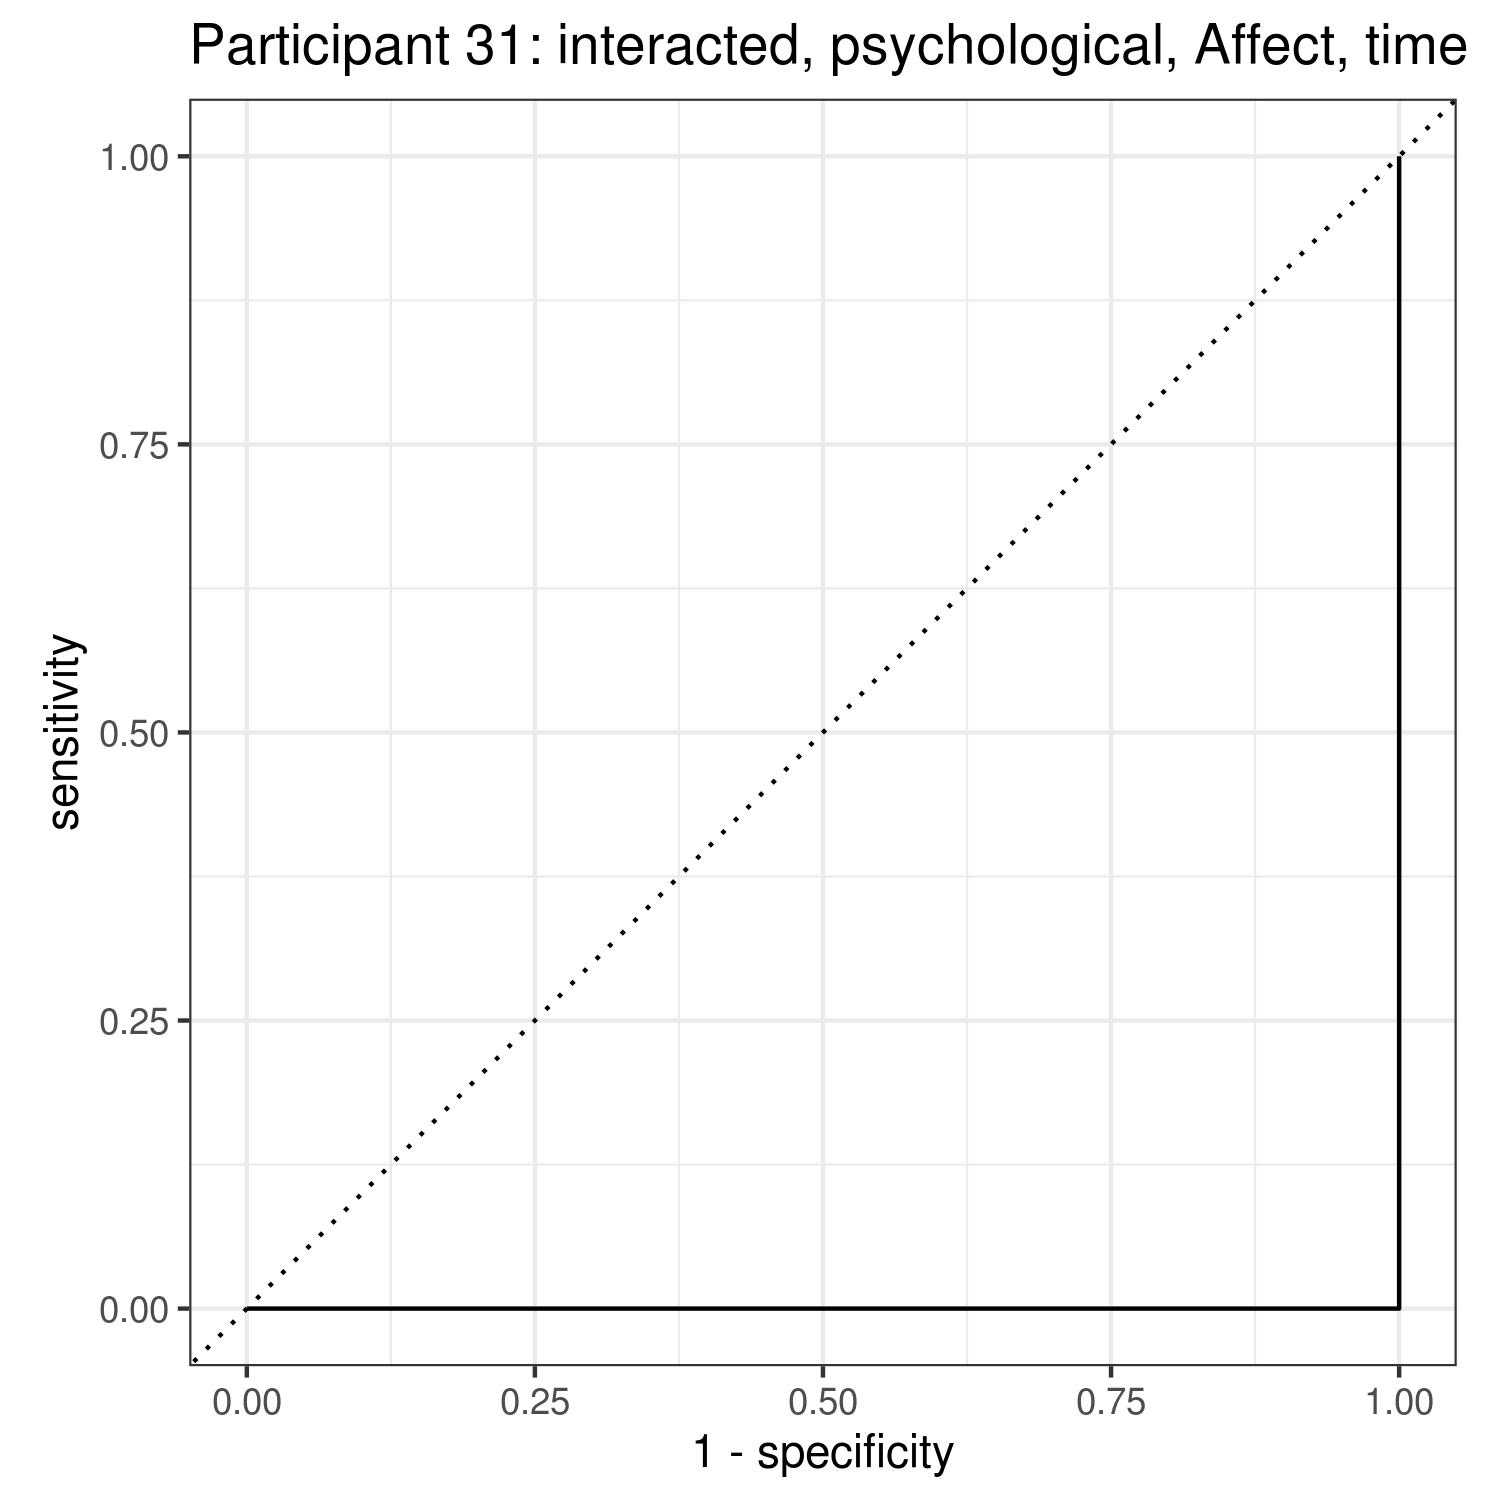 Participant 31: interacted, psychological, Affect, time
1.00
0.75
0.50
0.25
0.00
sensitivity
0.00 0.25 0.50 0.75 1.00
1 - specificity